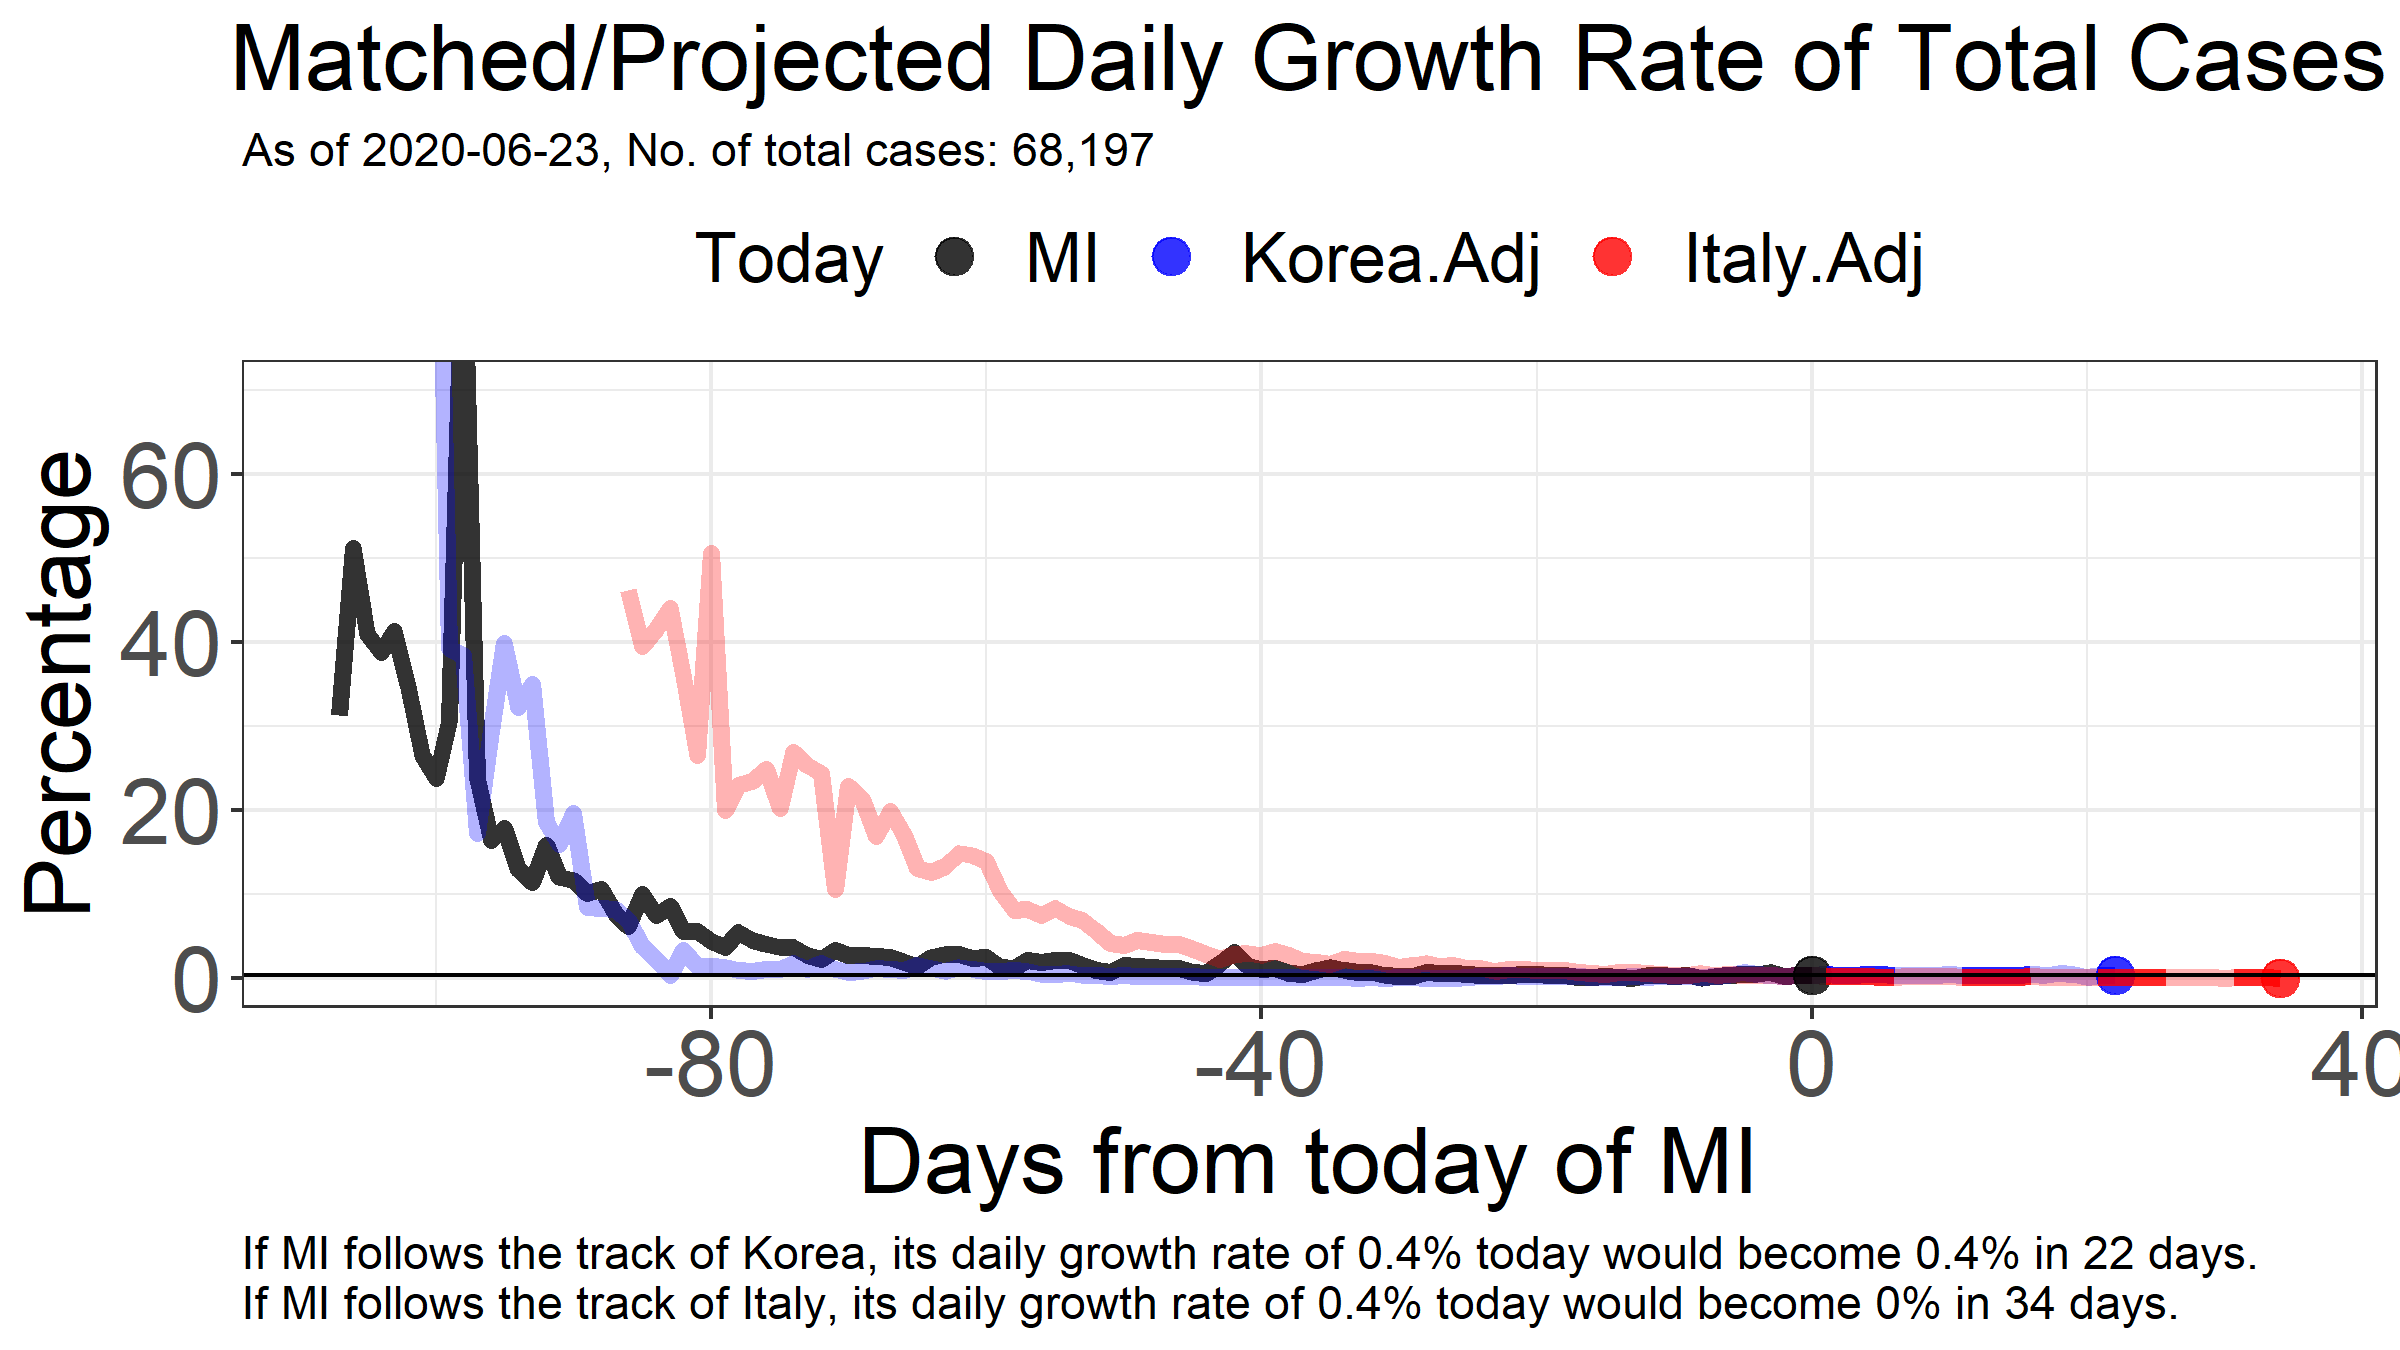 Matched/Projected Daily Growth Rate of Total Cases
As of 2020-06-23, No. of total cases: 68,197
Today MI Korea.Adj Italy.Adj
Percentage
60
40
20
0
-80 -40 0 40
Days from today of MI
If MI follows the track of Korea, its daily growth rate of 0.4% today would become 0.4% in 22 days.
If MI follows the track of Italy, its daily growth rate of 0.4% today would become 0% in 34 days.